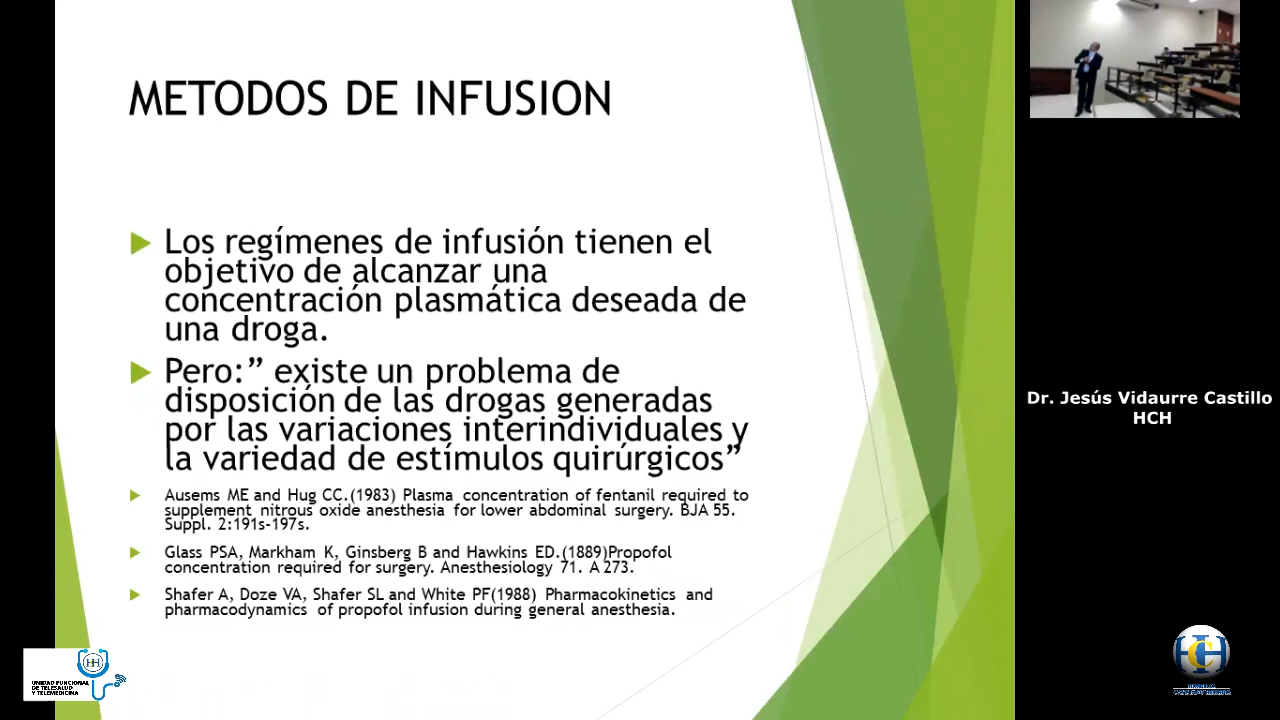 METODOS DE INFUSION
Los regímenes de infusión tienen el
objetivo de alcanzar una
concentración plasmática deseada de
una droga.
Pero:” existe un problema de
disposición de las drogas generadas
por las variaciones interindividuales y
la variedad de estímulos quirúrgicos”
Ausems ME and Hug CC.(1983) Plasma concentration of fentanil required to
supplement nitrous oxide anesthesia for lower abdominal surgery. BJA 55.
Suppl. 2:191s-197s.
Glass PSA, Markham K, Ginsberg B and Hawkins ED.(1889)Propofol
concentration required for surgery. Anesthesiology 71. A 273.
Shafer A, Doze VA, Shafer SL and White PF(1988) Pharmacokinetics and
pharmacodynamics of propofol infusion during general anesthesia.
Dr. Jesús Vidaurre Castillo
HCH
HH
UNIDAD FUNCIONAL
DE TELESALUD
Y TELEMEDICINA
HCH